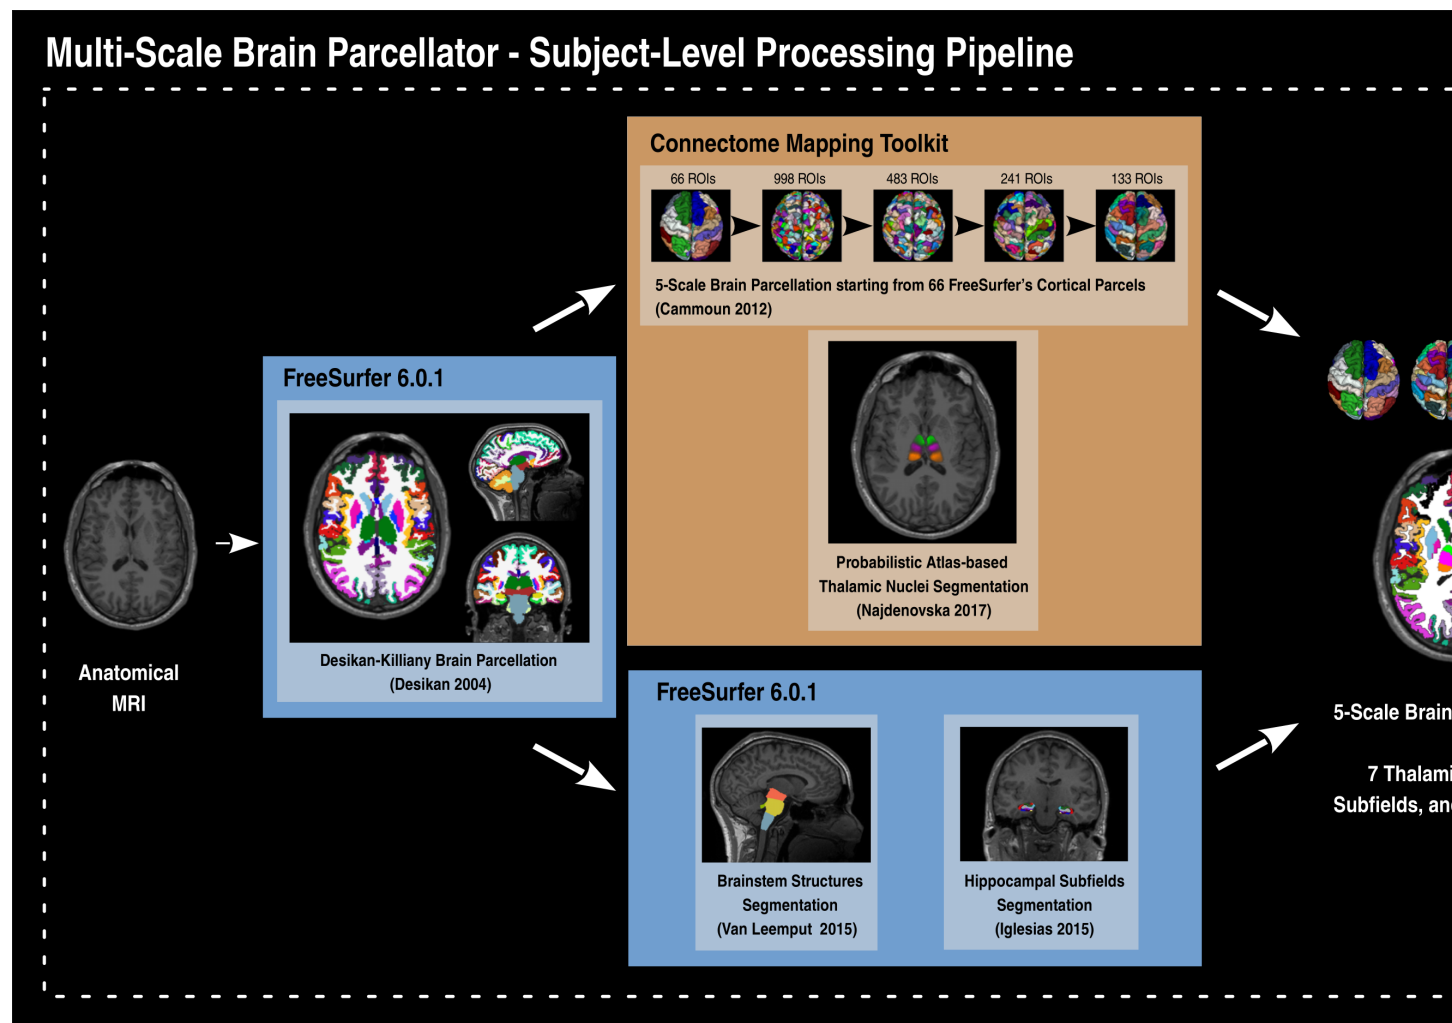 Multi-Scale Brain Parcellator - Subject-Level Processing Pipeline
Connectome Mapping Toolkit
66 ROIs 998 ROIs 483 ROIs 241 ROIs 133 ROIs
5-Scale Brain Parcellation starting from 66 FreeSurfer's Cortical Parcels
(Cammoun 2012)
FreeSurfer 6.0.1
Desikan-Killiany Brain Parcellation
(Desikan 2004)
Anatomical
MRI
Probabilistic Atlas-based
Thalamic Nuclei Segmentation
(Najdenovska 2017)
FreeSurfer 6.0.1
Brainstem Structures
Segmentation
(Van Leemput 2015)
Hippocampal Subfields
Segmentation
(Iglesias 2015)
5-Scale Brain
7 Thalami
Subfields, an